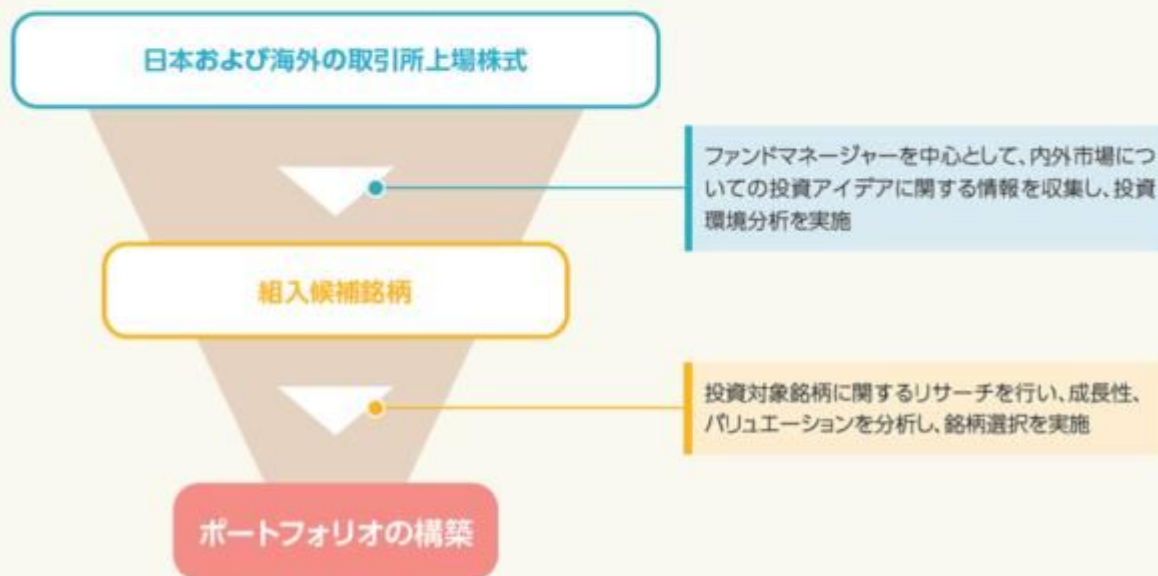 日本および海外の取引所上場株式
ファンドマネージャーを中心として、内外市場につ
いての投資アイデアに関する情報を収集し、投資
環境分析を実施
組入候補銘柄
投資対象銘柄に関するリサーチを行い、成長性、
バリュエーションを分析し、銘柄選択を実施
ポートフォリオの構築